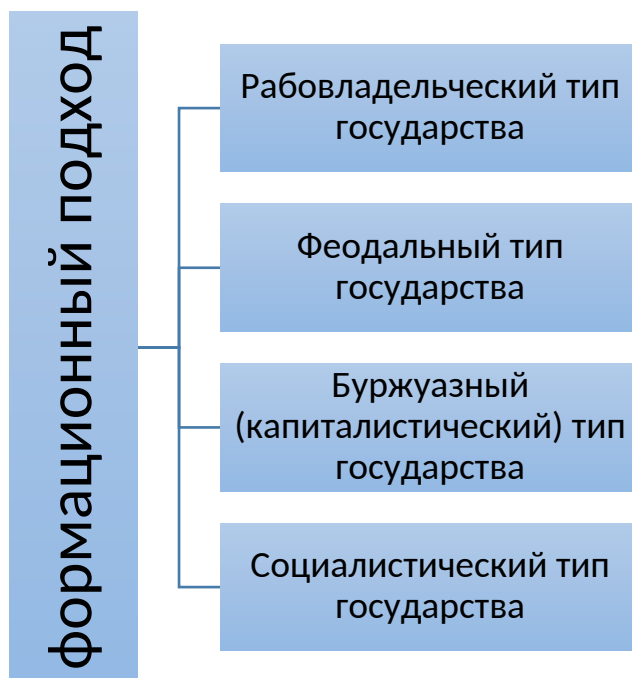 формационный подход
Рабовладельческий тип
государства
Феодальный тип
государства
Буржуазный
(капиталистический) тип
государства
Социалистический тип
государства